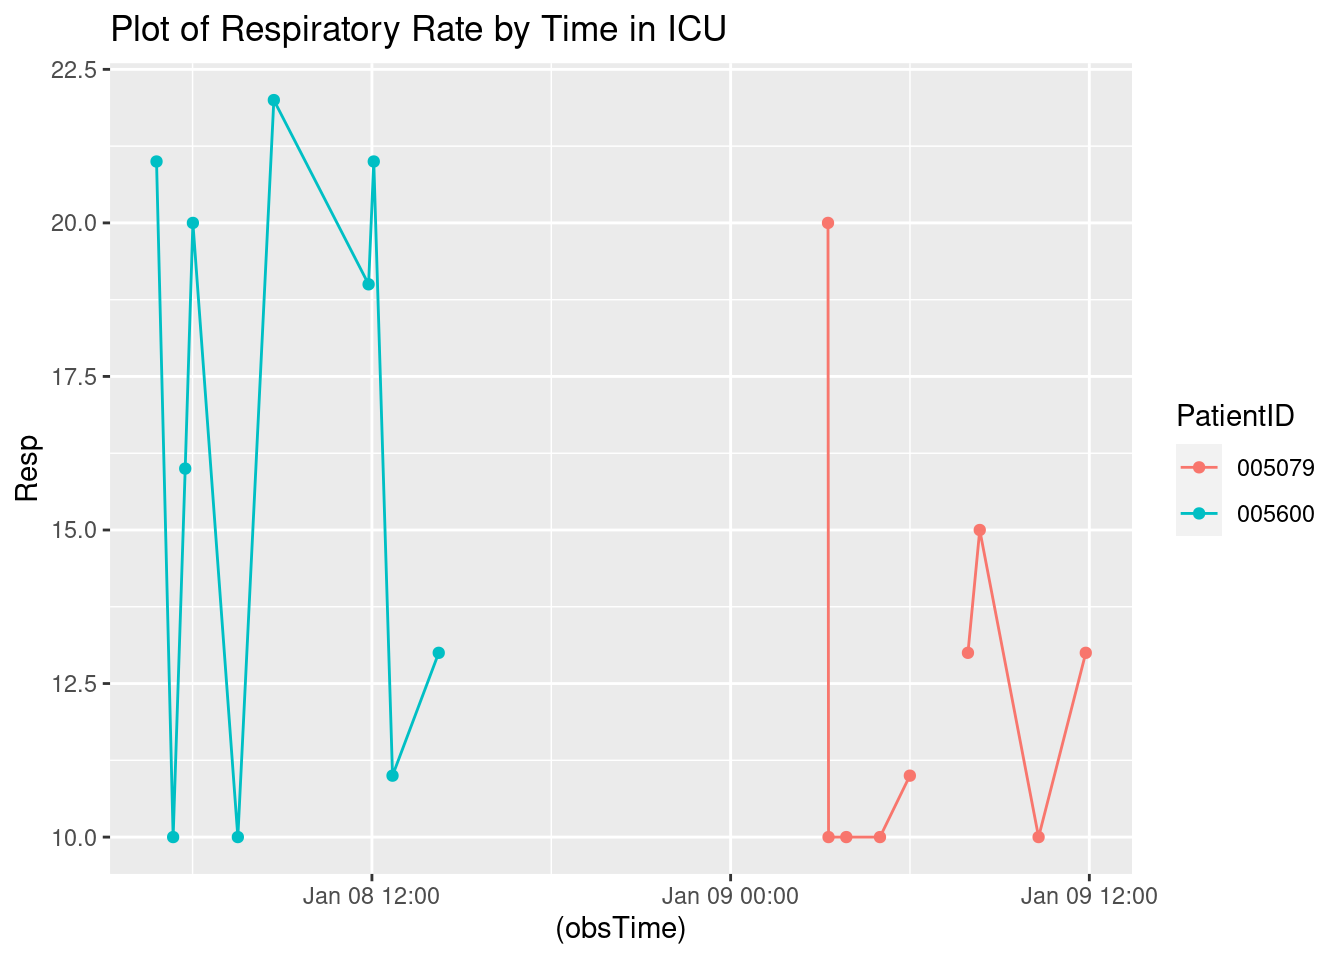 Plot of Respiratory Rate by Time in ICU
22.5
20.0
17.5
15.0
12.5
10.0
Resp
Jan 08 12:00
Jan 09 00:00
Jan 09 12:00
(obsTime)
PatientID
005079
005600